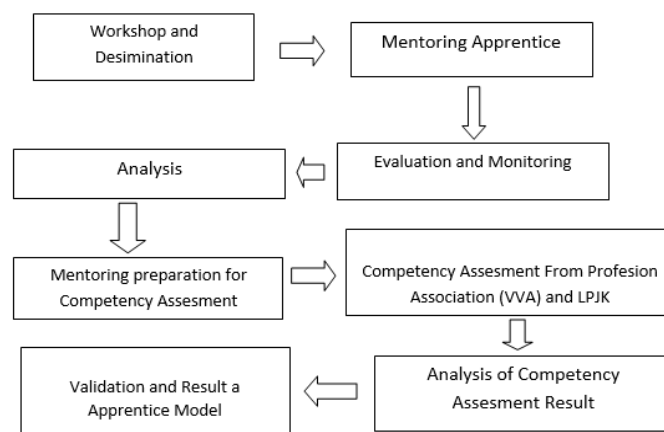 Workshop and
Desimination
Mentoring Apprentice
Evaluation and Monitoring
Analysis
Mentoring preparation for
Competency Assesment
Competency Assesment From Profesion
Association (VVA) and LPJK
Analysis of Competency
Assesment Result
Validation and Result a
Apprentice Model